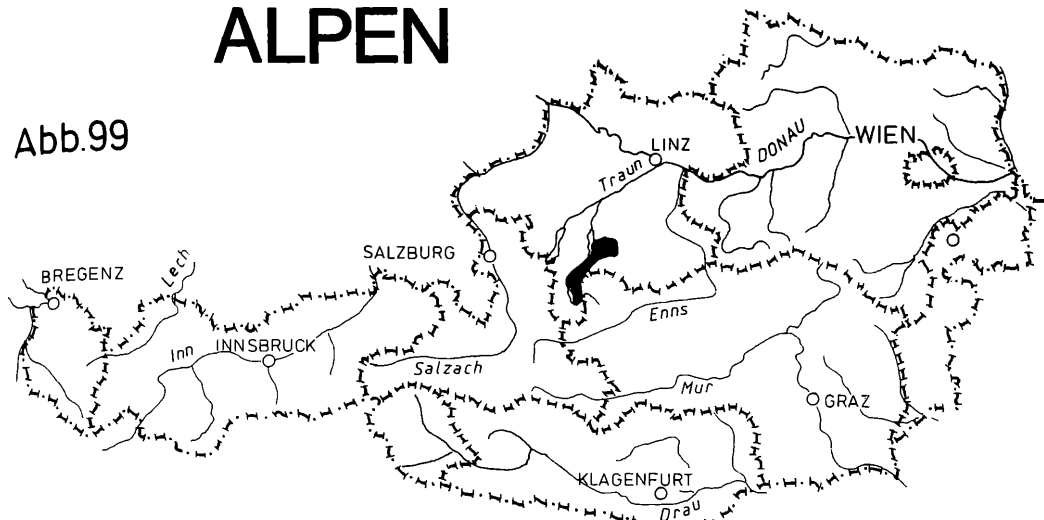 ALPEN
Abb.99
LINZ
DONAU
WIEN
Traun
SALZBURG
Lech
BREGENZ
Enns
Inn
INNSBRUCK
Salzach
Mur
GRAZ
KLAGENFURT
Drau